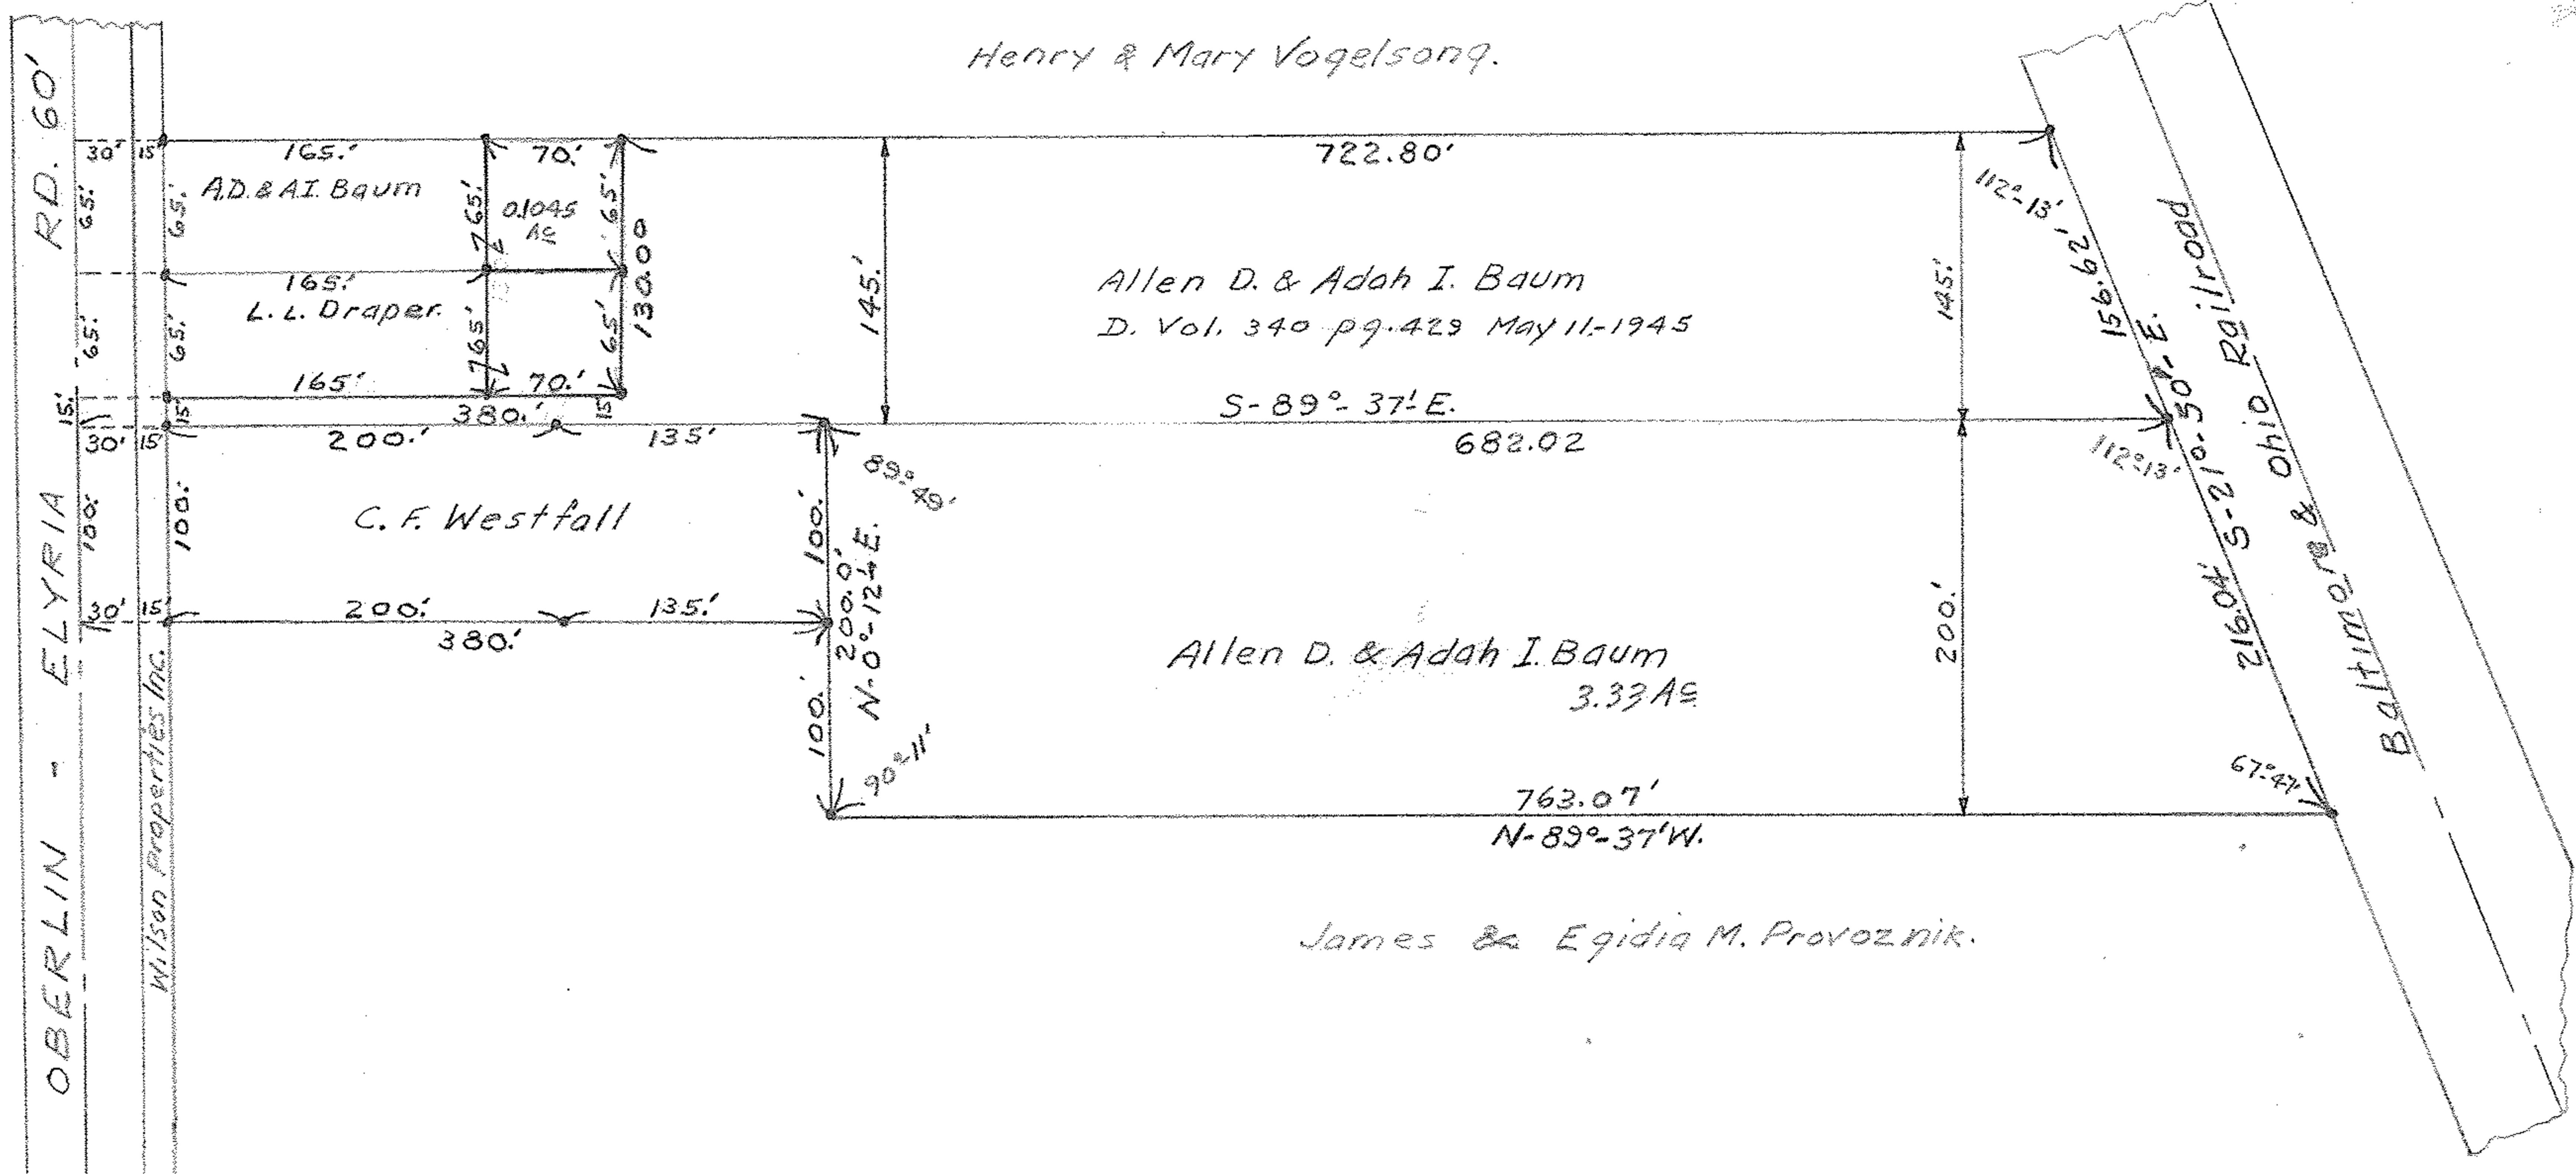 Henry & Mary Vogelsong.
OBERLIN - ELYRIA RD. 60'
Wilson Properties Inc.
30' 15' 165.' 70.' 722.80'
65.' 65.' A.D. & A.I. Baum 65.' 0.1045 Ac 65.' 130.00
165.'
L. L. Draper.
65.' 65.' 65.' 65.'
165' 70.'
15.' 15' 380.' 15'
30' 15' 200.' 135'
145.'
Allen D. & Adah I. Baum
D. Vol. 340 pg. 429 May 11-1945
145.'
112°-13'
156.62'
S-89°-37'-E.
682.02
112°-13'
S-21°-50'-E.
Baltimore & Ohio Railroad
100.' 100.' C. F. Westfall 100.'
89°-49'
200.0'
N-0°-12'-E.
30' 15' 200.' 135.'
380.'
100.'
90°-11'
Allen D. & Adah I. Baum
3.33 Ac
200.'
216.04'
67°-47'
763.07'
N-89°-37'W.
James & Egidia M. Provoznik.